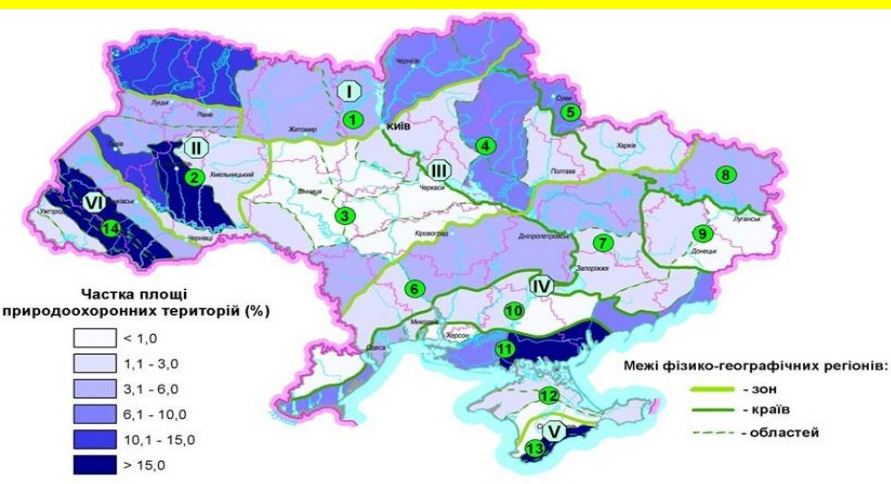 Чернігів
I
Суми
Луцьк
Рівне
1
5
Житомир
КИЇВ
4
Харків
II
Львів
Полтава
8
Хмельницький
III
2
VI
Вінниця
Черкаси
Луганськ
Ужгород
3
9
14
Кіровоград
Дніпропетровськ
7
Донецьк
Чернівці
Запоріжжя
6
IV
Частка площі
природоохоронних територій (%)
10
Миколаїв
Херсон
< 1,0
Одеса
11
1,1 - 3,0
Межі фізико-географічних регіонів:
3,1 - 6,0
- зон
12
6,1 - 10,0
- країв
10,1 - 15,0
V
- областей
13
> 15,0